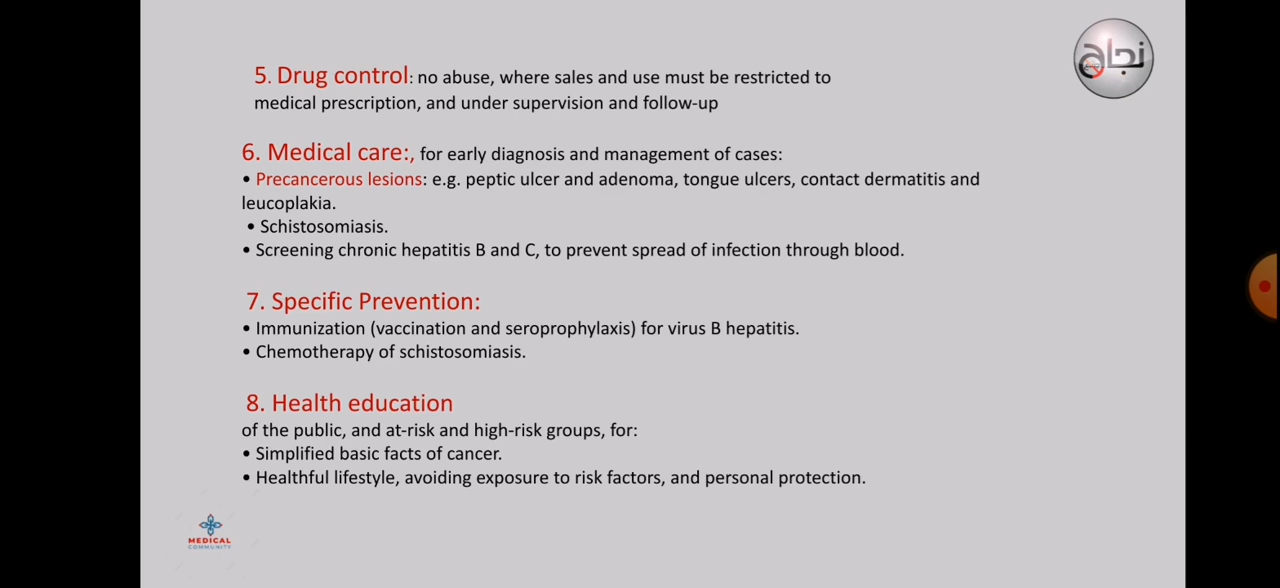 5. Drug control: no abuse, where sales and use must be restricted to
medical prescription, and under supervision and follow-up
6. Medical care:, for early diagnosis and management of cases:
• Precancerous lesions: e.g. peptic ulcer and adenoma, tongue ulcers, contact dermatitis and
leucoplakia.
• Schistosomiasis.
• Screening chronic hepatitis B and C, to prevent spread of infection through blood.
7. Specific Prevention:
• Immunization (vaccination and seroprophylaxis) for virus B hepatitis.
• Chemotherapy of schistosomiasis.
8. Health education
of the public, and at-risk and high-risk groups, for:
• Simplified basic facts of cancer.
• Healthful lifestyle, avoiding exposure to risk factors, and personal protection.
MEDICAL
COMMUNITY